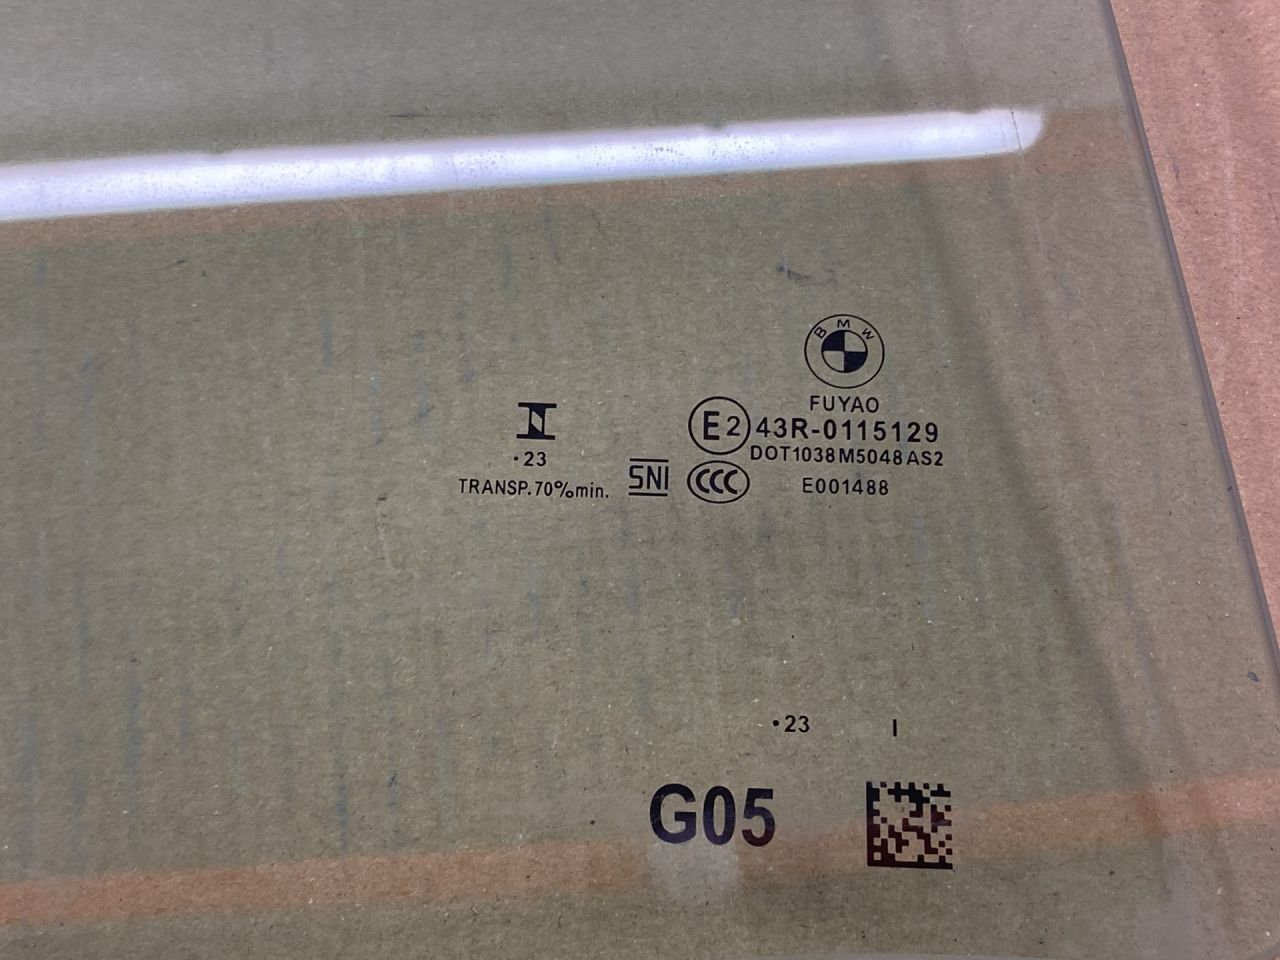 BMW
FUYAO
E2 43R-0115129
DOT1038 M5048 AS2
N
·23
TRANSP.70%min.
SNI
CCC
E001488
·23 I
G05